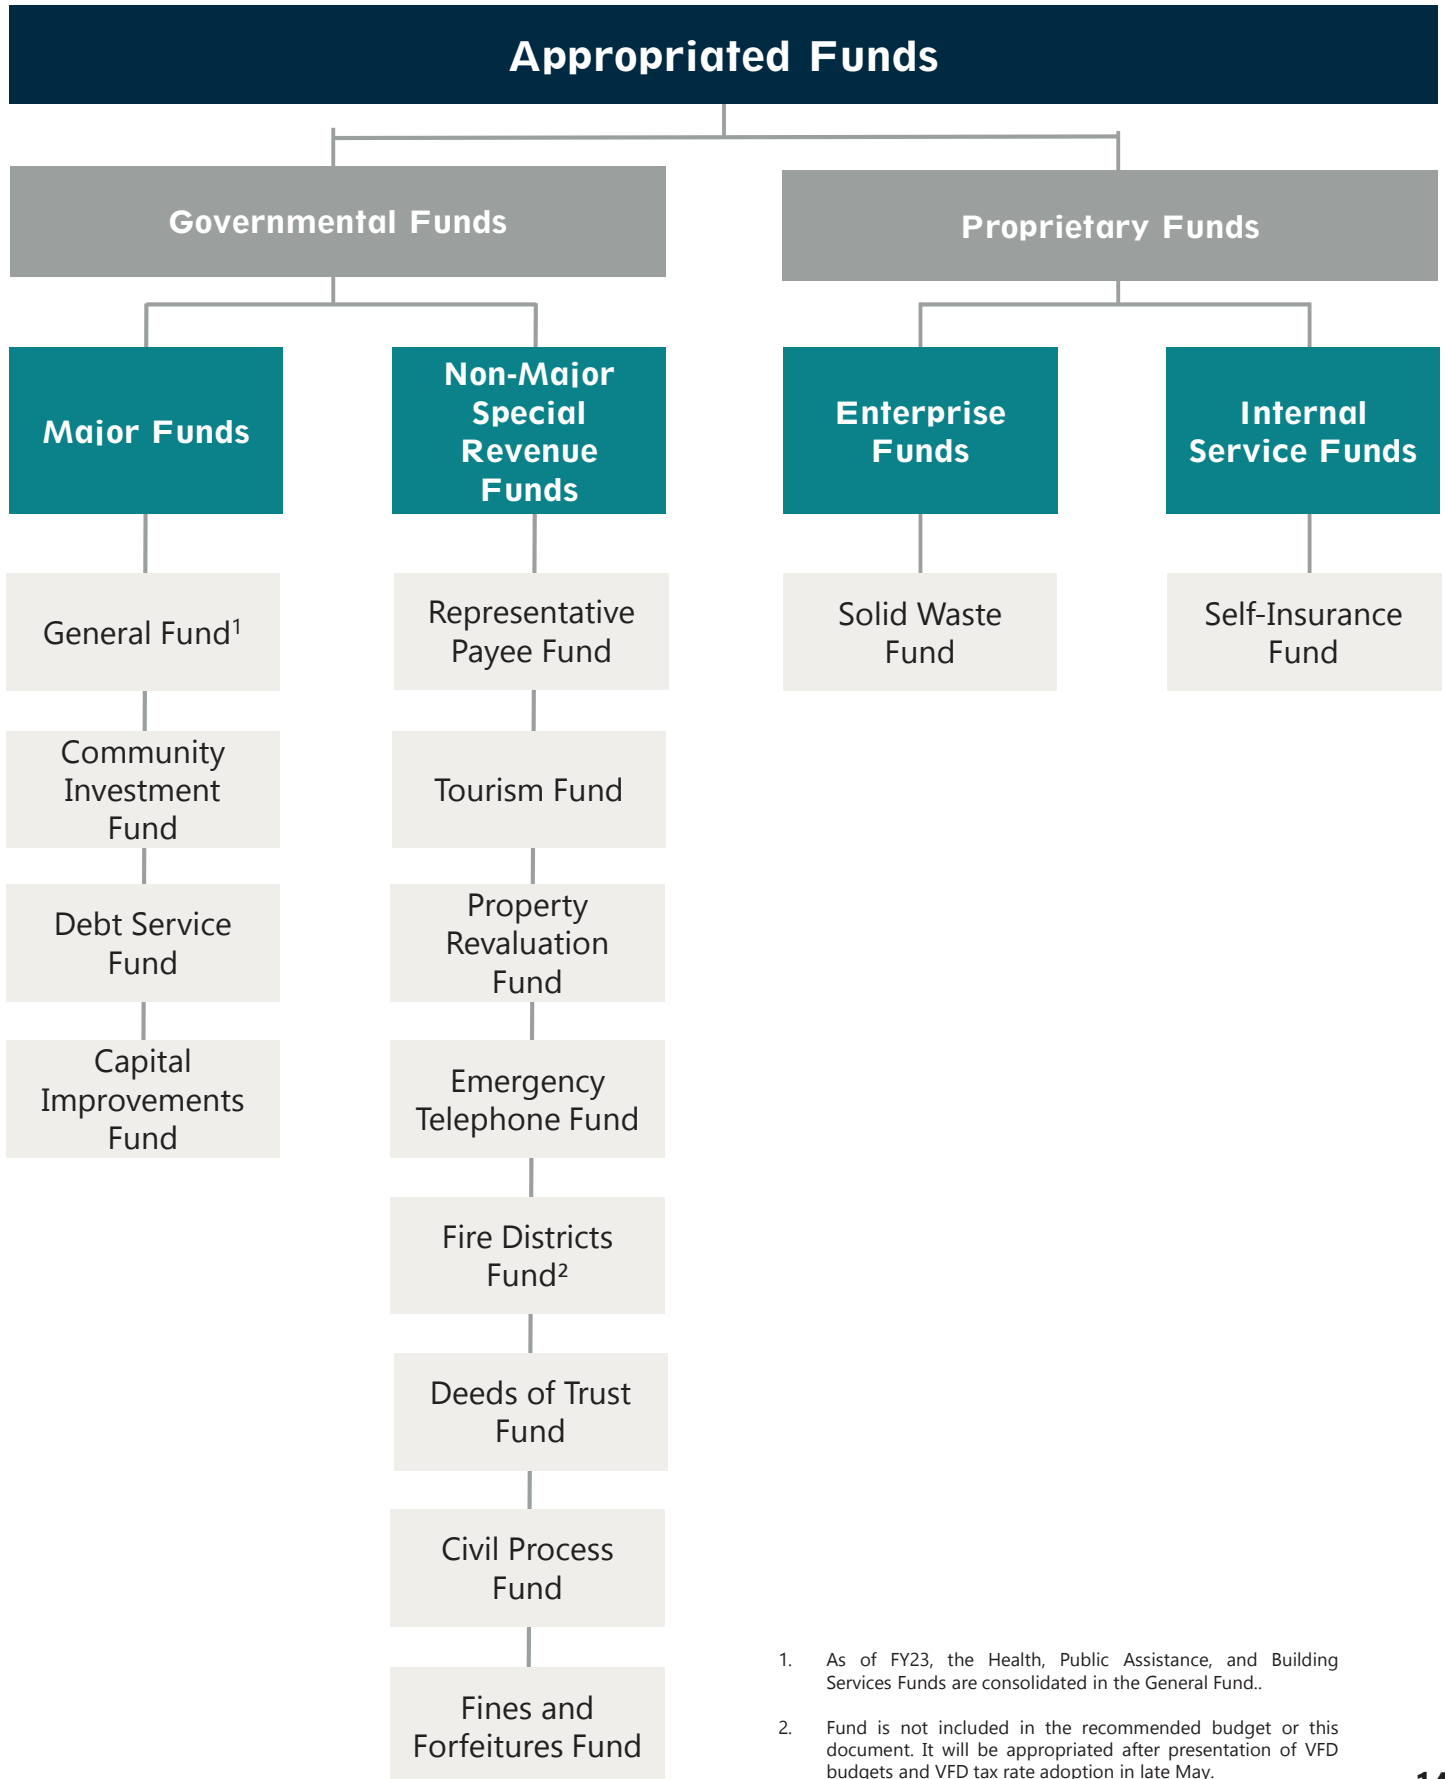 Appropriated Funds
Governmental Funds
Proprietary Funds
Major Funds
Non-Major
Special
Revenue
Funds
Enterprise
Funds
Internal
Service Funds
General Fund¹
Community
Investment
Fund
Debt Service
Fund
Capital
Improvements
Fund
Representative
Payee Fund
Tourism Fund
Property
Revaluation
Fund
Emergency
Telephone Fund
Fire Districts
Fund²
Deeds of Trust
Fund
Civil Process
Fund
Fines and
Forfeitures Fund
Solid Waste
Fund
Self-Insurance
Fund
1. As of FY23, the Health, Public Assistance, and Building
Services Funds are consolidated in the General Fund..
2. Fund is not included in the recommended budget or this
document. It will be appropriated after presentation of VFD
budgets and VFD tax rate adoption in late May.